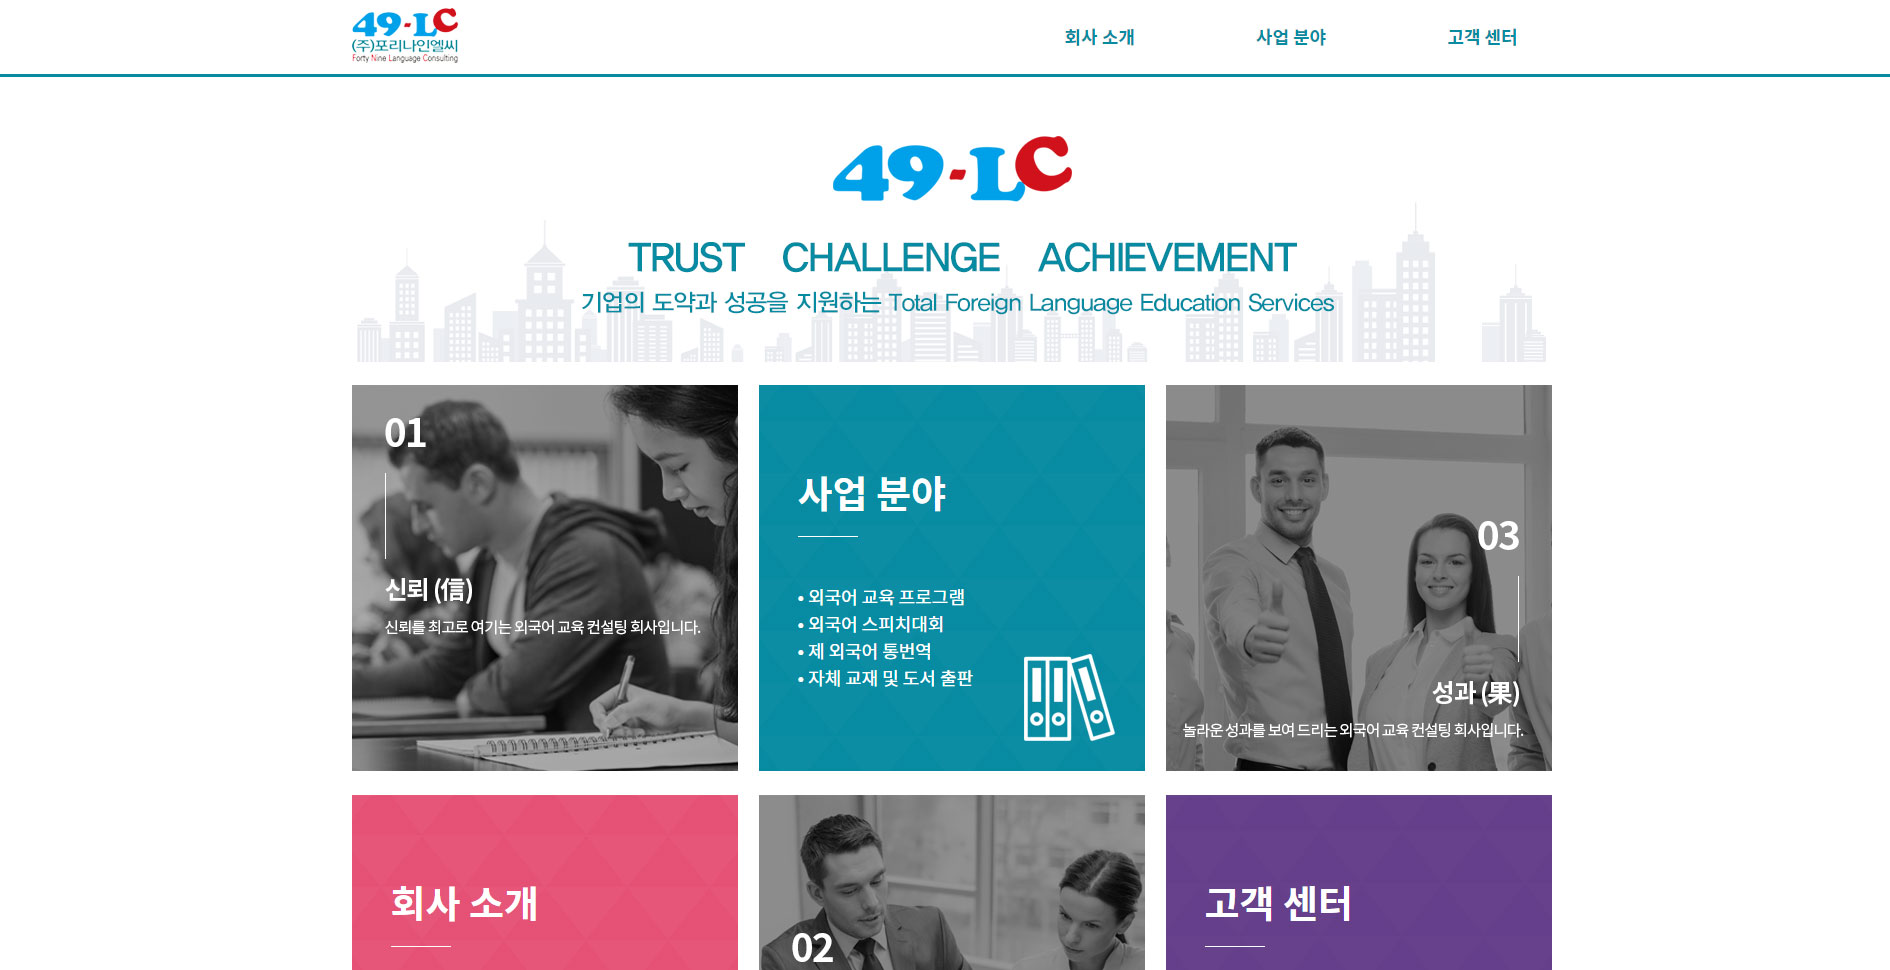 49-LC
(주)포리나인엘씨
Forty Nine Language Consulting
회사 소개
사업 분야
고객 센터
49-LC
TRUST CHALLENGE ACHIEVEMENT
기업의 도약과 성공을 지원하는 Total Foreign Language Education Services
01
신뢰 (信)
신뢰를 최고로 여기는 외국어 교육 컨설팅 회사입니다.
사업 분야
• 외국어 교육 프로그램
• 외국어 스피치대회
• 제 외국어 통번역
• 자체 교재 및 도서 출판
03
성과 (果)
놀라운 성과를 보여 드리는 외국어 교육 컨설팅 회사입니다.
회사 소개
02
고객 센터